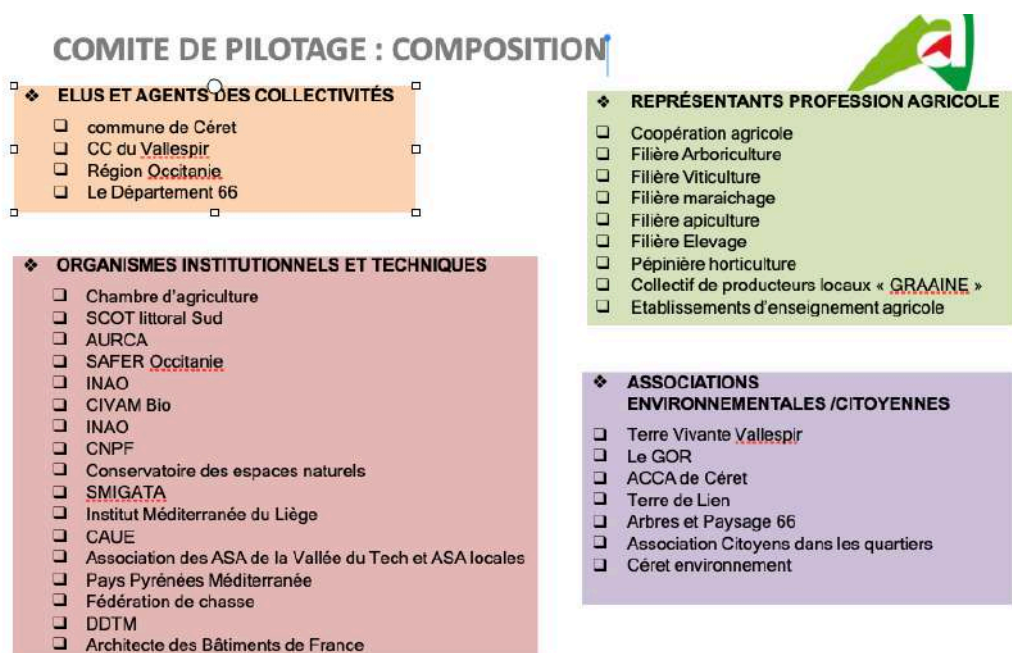 COMITE DE PILOTAGE : COMPOSITION
❖ ELUS ET AGENTS DES COLLECTIVITÉS
❑ commune de Céret
❑ CC du Vallespir
❑ Région Occitanie
❑ Le Département 66
❖ ORGANISMES INSTITUTIONNELS ET TECHNIQUES
❑ Chambre d'agriculture
❑ SCOT littoral Sud
❑ AURCA
❑ SAFER Occitanie
❑ INAO
❑ CIVAM Bio
❑ INAO
❑ CNPF
❑ Conservatoire des espaces naturels
❑ SMIGATA
❑ Institut Méditerranée du Liège
❑ CAUE
❑ Association des ASA de la Vallée du Tech et ASA locales
❑ Pays Pyrénées Méditerranée
❑ Fédération de chasse
❑ DDTM
❑ Architecte des Bâtiments de France
❖ REPRÉSENTANTS PROFESSION AGRICOLE
❑ Coopération agricole
❑ Filière Arboriculture
❑ Filière Viticulture
❑ Filière maraichage
❑ Filière apiculture
❑ Filière Elevage
❑ Pépinière horticulture
❑ Collectif de producteurs locaux « GRAAINE »
❑ Etablissements d'enseignement agricole
❖ ASSOCIATIONS
ENVIRONNEMENTALES /CITOYENNES
❑ Terre Vivante Vallespir
❑ Le GOR
❑ ACCA de Céret
❑ Terre de Lien
❑ Arbres et Paysage 66
❑ Association Citoyens dans les quartiers
❑ Céret environnement